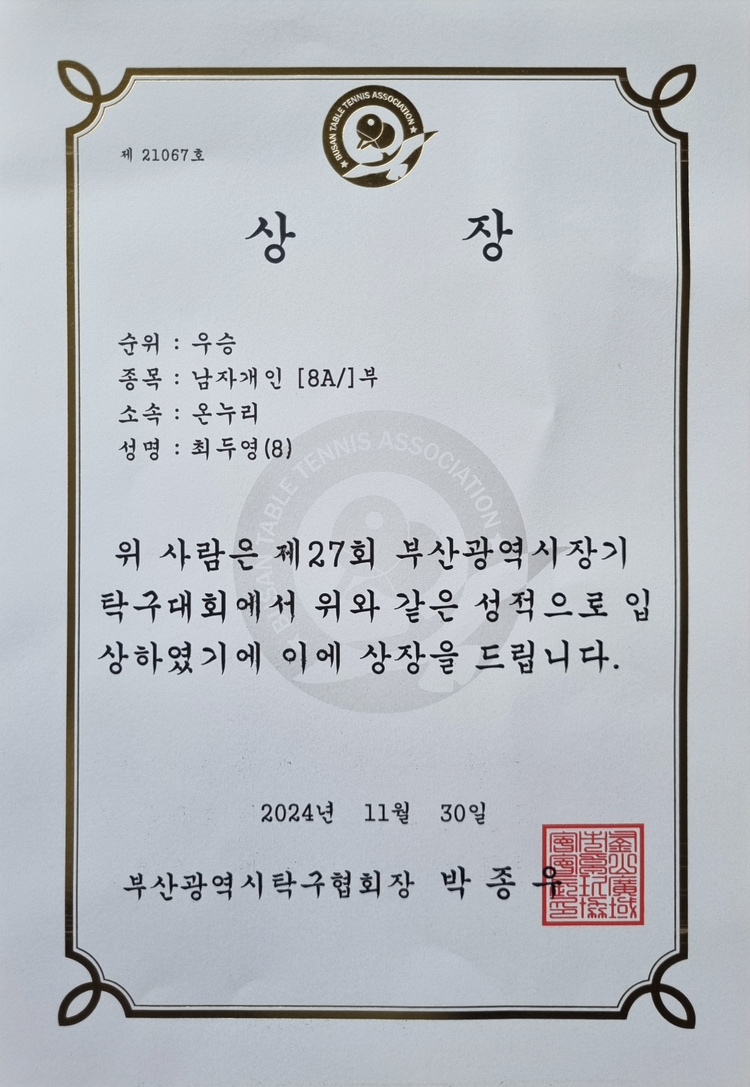 BUSAN TABLE TENNIS ASSOCIATION
제 21067호
상 장
순위 : 우승
종목 : 남자개인 [8A/]부
소속 : 온누리
성명 : 최두영(8)
BUSAN TABLE TENNIS ASSOCIATION
위 사람은 제27회 부산광역시장기
탁구대회에서 위와 같은 성적으로 입
상하였기에 이에 상장을 드립니다.
2024년 11월 30일
부산광역시탁구협회장 박 종 우